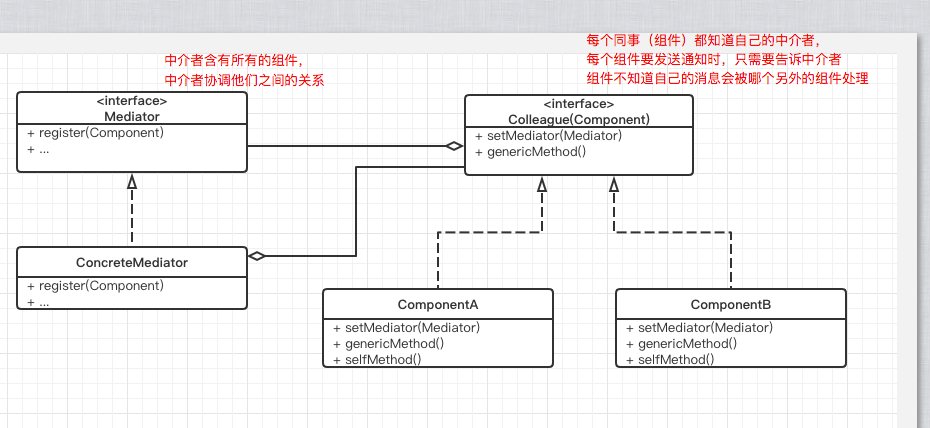 中介者含有所有的组件，
中介者协调他们之间的关系
每个同事（组件）都知道自己的中介者，
每个组件要发送通知时，只需要告诉中介者
组件不知道自己的消息会被哪个另外的组件处理
<interface>
Mediator
+ register(Component)
+ ...
<interface>
Colleague(Component)
+ setMediator(Mediator)
+ genericMethod()
ConcreteMediator
+ register(Component)
+ ...
ComponentA
+ setMediator(Mediator)
+ genericMethod()
+ selfMethod()
ComponentB
+ setMediator(Mediator)
+ genericMethod()
+ selfMethod()